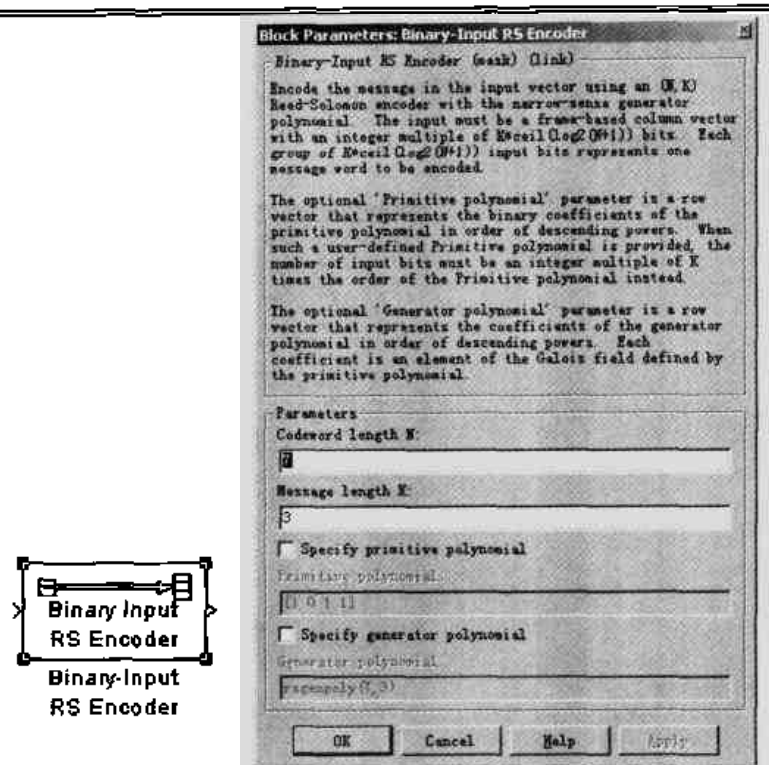 Block Parameters: Binary-Input RS Encoder
Binary-Input RS Encoder (mask) (link)
Encode the message in the input vector using an (N,K)
Reed-Solomon encoder with the narrow-sense generator
polynomial. The input must be a frame-based column vector
with an integer multiple of K*ceil(log2(N+1)) bits. Each
group of K*ceil(log2(N+1)) input bits represents one
message word to be encoded.
The optional 'Primitive polynomial' parameter is a row
vector that represents the binary coefficients of the
primitive polynomial in order of descending powers. When
such a user-defined Primitive polynomial is provided, the
number of input bits must be an integer multiple of K
times the order of the Primitive polynomial instead.
The optional 'Generator polynomial' parameter is a row
vector that represents the coefficients of the generator
polynomial in order of descending powers. Each
coefficient is an element of the Galois field defined by
the primitive polynomial.
Parameters
Codeword length N:
7
Message length K:
3
Specify primitive polynomial
Primitive polynomial:
[1 0 1 1]
Specify generator polynomial
Generator polynomial
rsgenpoly(7,3)
OK
Cancel
Help
Apply
Binary Input
RS Encoder
Binary-Input
RS Encoder